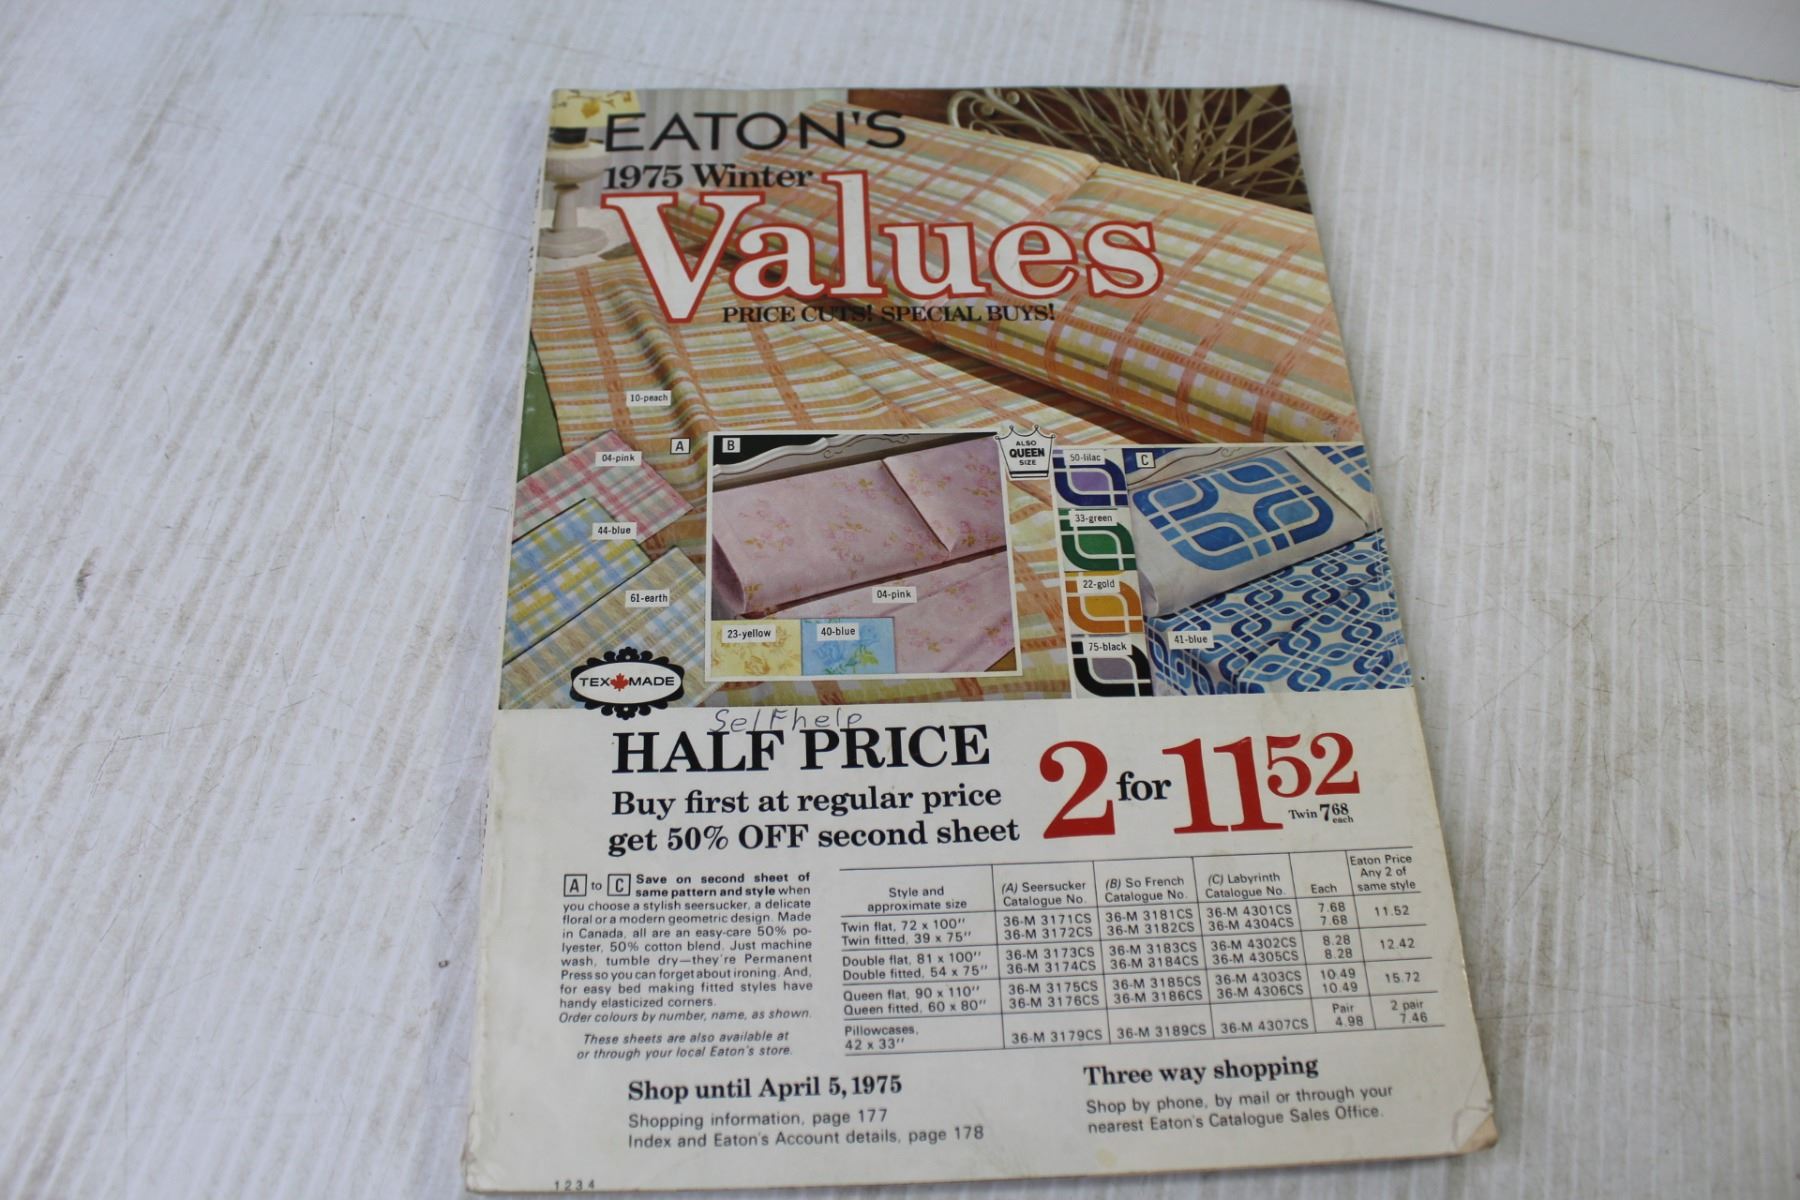 EATON'S
1975 Winter
Values
PRICE CUTS! SPECIAL BUYS!
10-peach
A
04-pink
44-blue
61-earth
B
ALSO
QUEEN
SIZE
04-pink
23-yellow
40-blue
50-lilac
C
33-green
22-gold
75-black
41-blue
TEX MADE
Selfhelp
HALF PRICE
Buy first at regular price
get 50% OFF second sheet
2 for 11 52
Twin 7 68 each
A to C Save on second sheet of
same pattern and style when
you choose a stylish seersucker, a delicate
floral or a modern geometric design. Made
in Canada, all are an easy-care 50% po-
lyester, 50% cotton blend. Just machine
wash, tumble dry—they're Permanent
Press so you can forget about ironing. And,
for easy bed making fitted styles have
handy elasticized corners.
Order colours by number, name, as shown.
These sheets are also available at
or through your local Eaton's store.
Style and approximate size (A) Seersucker Catalogue No. (B) So French Catalogue No. (C) Labyrinth Catalogue No. Each Eaton Price Any 2 of same style
Twin flat, 72 x 100" 36-M 3171CS 36-M 3181CS 36-M 4301CS 7.68 11.52
Twin fitted, 39 x 75" 36-M 3172CS 36-M 3182CS 36-M 4304CS 7.68
Double flat, 81 x 100" 36-M 3173CS 36-M 3183CS 36-M 4302CS 8.28 12.42
Double fitted, 54 x 75" 36-M 3174CS 36-M 3184CS 36-M 4305CS 8.28
Queen flat, 90 x 110" 36-M 3175CS 36-M 3185CS 36-M 4303CS 10.49 15.72
Queen fitted, 60 x 80" 36-M 3176CS 36-M 3186CS 36-M 4306CS 10.49
Pillowcases, 42 x 33" 36-M 3179CS 36-M 3189CS 36-M 4307CS Pair 4.98 2 pair 7.46
Shop until April 5, 1975
Shopping information, page 177
Index and Eaton's Account details, page 178
Three way shopping
Shop by phone, by mail or through your
nearest Eaton's Catalogue Sales Office.
1 2 3 4